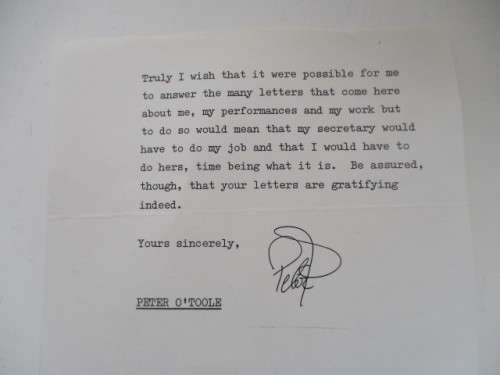 Truly I wish that it were possible for me
to answer the many letters that come here
about me, my performances and my work but
to do so would mean that my secretary would
have to do my job and that I would have to
do hers, time being what it is.  Be assured,
though, that your letters are gratifying
indeed.
Yours sincerely,
Peter
PETER O'TOOLE